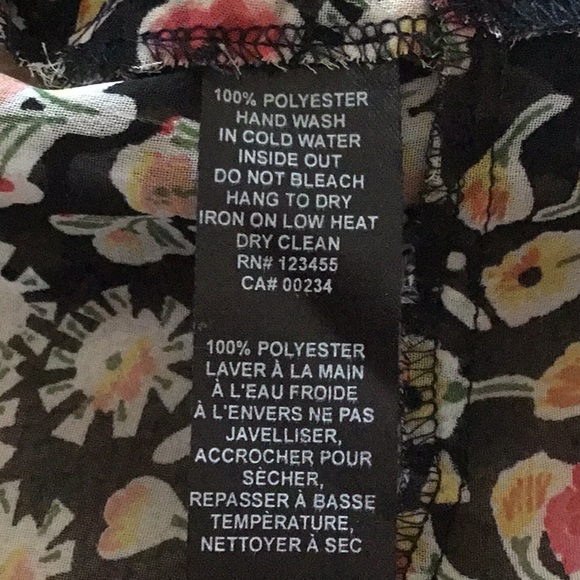 100% POLYESTER
HAND WASH
IN COLD WATER
INSIDE OUT
DO NOT BLEACH
HANG TO DRY
IRON ON LOW HEAT
DRY CLEAN
RN# 123455
CA# 00234
100% POLYESTER
LAVER À LA MAIN
À L'EAU FROIDE
À L'ENVERS NE PAS
JAVELLISER,
ACCROCHER POUR
SÈCHER,
REPASSER À BASSE
TEMPÈRATURE,
NETTOYER À SEC